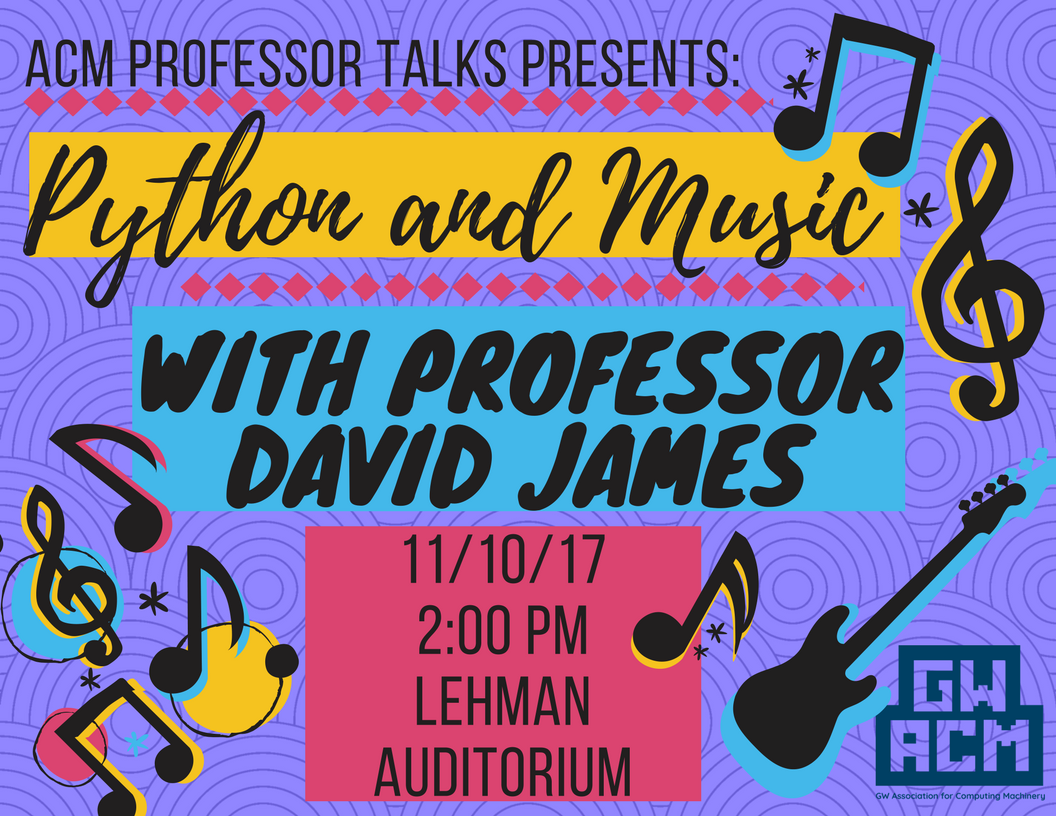 ACM PROFESSOR TALKS PRESENTS:
Python and Music
WITH PROFESSOR
DAVID JAMES
11/10/17
2:00 PM
LEHMAN
AUDITORIUM
GW
ACM
GW Association for Computing Machinery